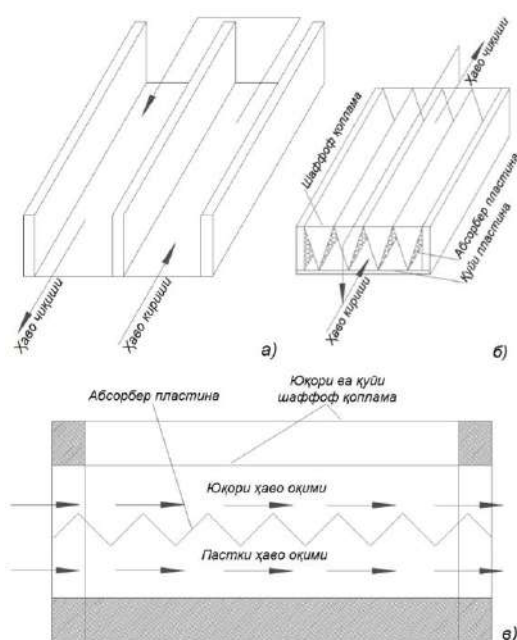 Ҳаво чиқиши
Ҳаво кириши
а)
Шаффоф қоплама
Ҳаво кириши
Ҳаво чиқиши
Абсорбер пластина
Қуйи пластина
б)
Абсорбер пластина
Юқори ва қуйи
шаффоф қоплама
Юқори ҳаво оқими
Пастки ҳаво оқими
в)